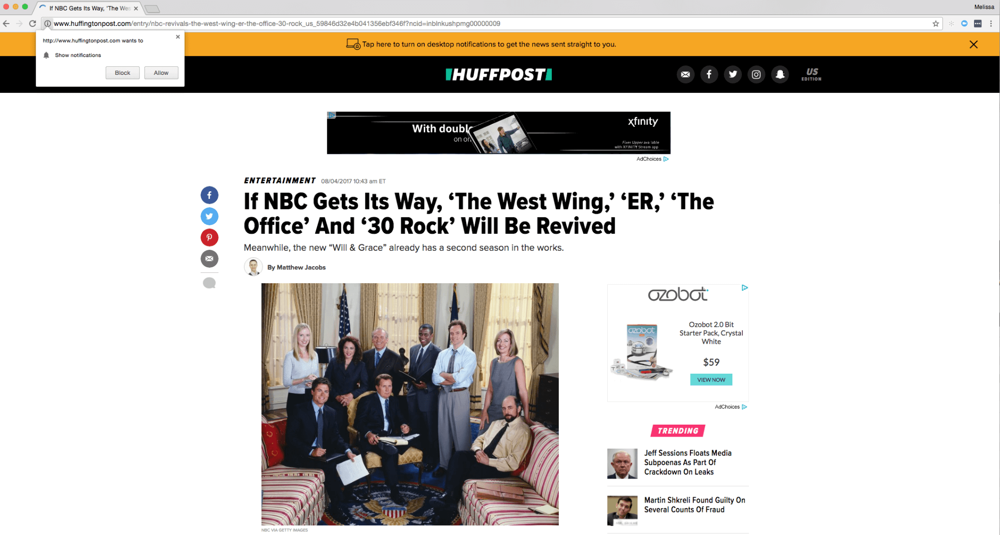 If NBC Gets Its Way, 'The Wes
Melissa
www.huffingtonpost.com/entry/nbc-revivals-the-west-wing-er-the-office-30-rock_us_59846d32e4b041356ebf346f?ncid=inblnkushpmg00000009
http://www.huffingtonpost.com wants to
Show notifications
Block
Allow
Tap here to turn on desktop notifications to get the news sent straight to you.
HUFFPOST
US
EDITION
With double
on on
xfinity
Fixer Upper available
with XFINITY Stream app
AdChoices
ENTERTAINMENT 08/04/2017 10:43 am ET
If NBC Gets Its Way, ‘The West Wing,’ ‘ER,’ ‘The
Office’ And ‘30 Rock’ Will Be Revived
Meanwhile, the new “Will & Grace” already has a second season in the works.
By Matthew Jacobs
NBC VIA GETTY IMAGES
ozobot
ozobot
Ozobot 2.0 Bit
Starter Pack, Crystal
White
$59
VIEW NOW
AdChoices
TRENDING
Jeff Sessions Floats Media
Subpoenas As Part Of
Crackdown On Leaks
Martin Shkreli Found Guilty On
Several Counts Of Fraud